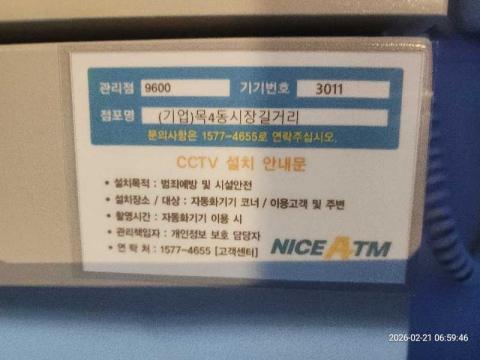 관리점 9600 기기번호 3011
점포명 (기업)목4동시장길거리
문의사항은 1577-4655로 연락주십시오.
CCTV 설치 안내문
• 설치목적 : 범죄예방 및 시설안전
• 설치장소 / 대상 : 자동화기기 코너 / 이용고객 및 주변
• 촬영시간 : 자동화기기 이용 시
• 관리책임자 : 개인정보 보호 담당자
• 연 락 처 : 1577-4655 [고객센터]
NICE ATM
2026-02-21 06:59:46